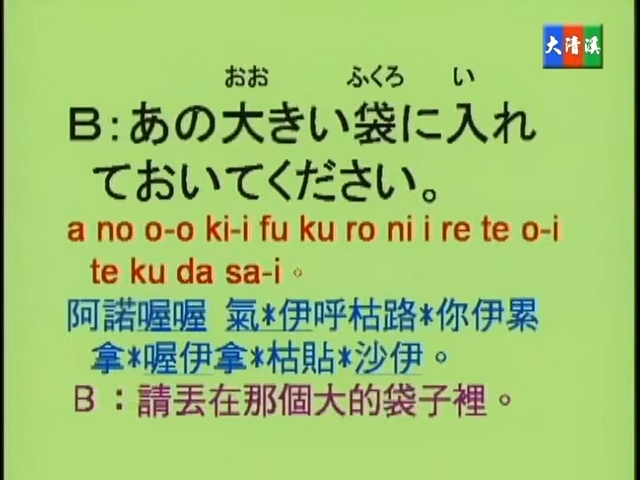 大清溪
おお ふくろ い
B：あの大きい袋に入れ
ておいてください。
a no o-o ki-i fu ku ro ni i re te o-i
te ku da sa-i。
阿諾喔喔 氣*伊呼枯路*你伊累
拿*喔伊拿*枯貼*沙伊。
B：請丟在那個大的袋子裡。